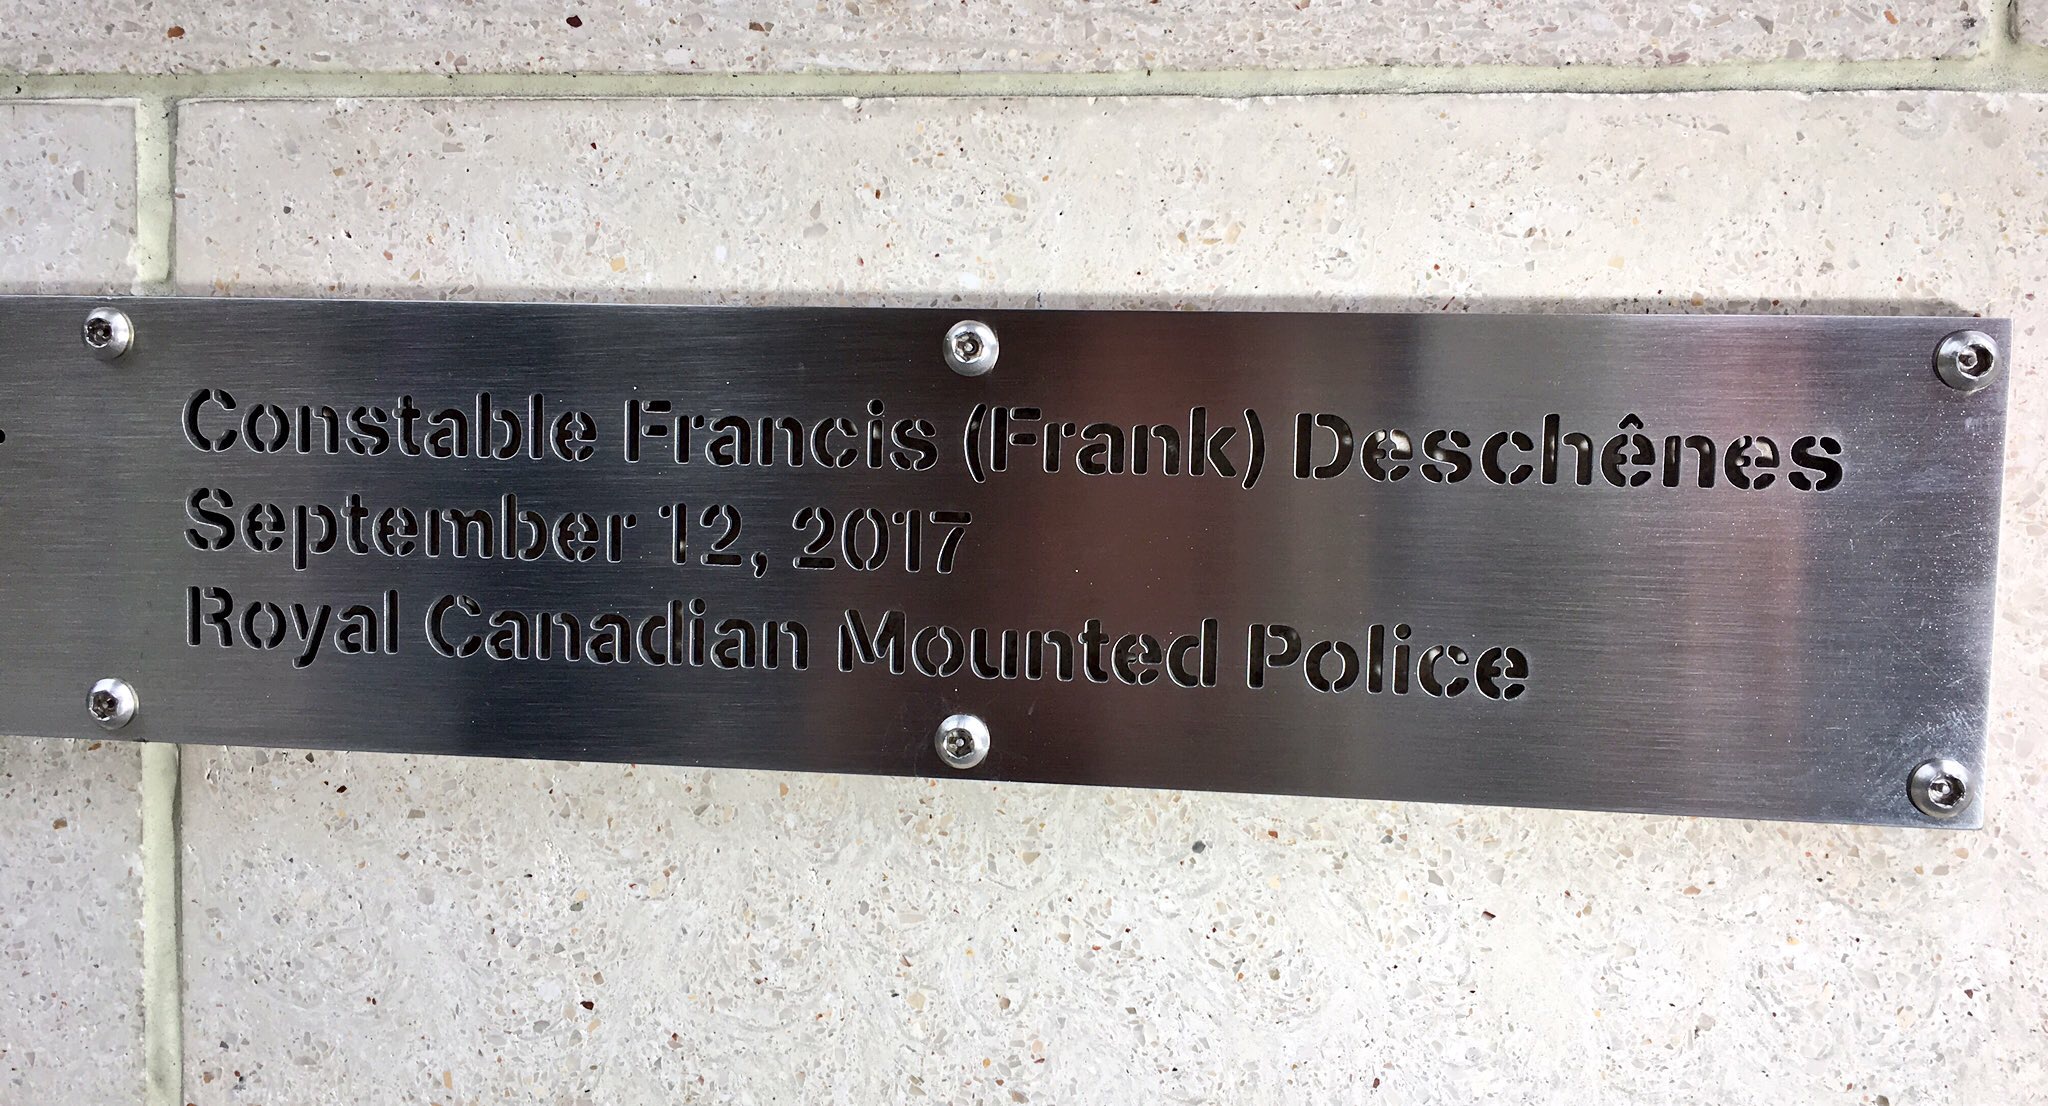 Constable Francis (Frank) Deschênes
September 12, 2017
Royal Canadian Mounted Police